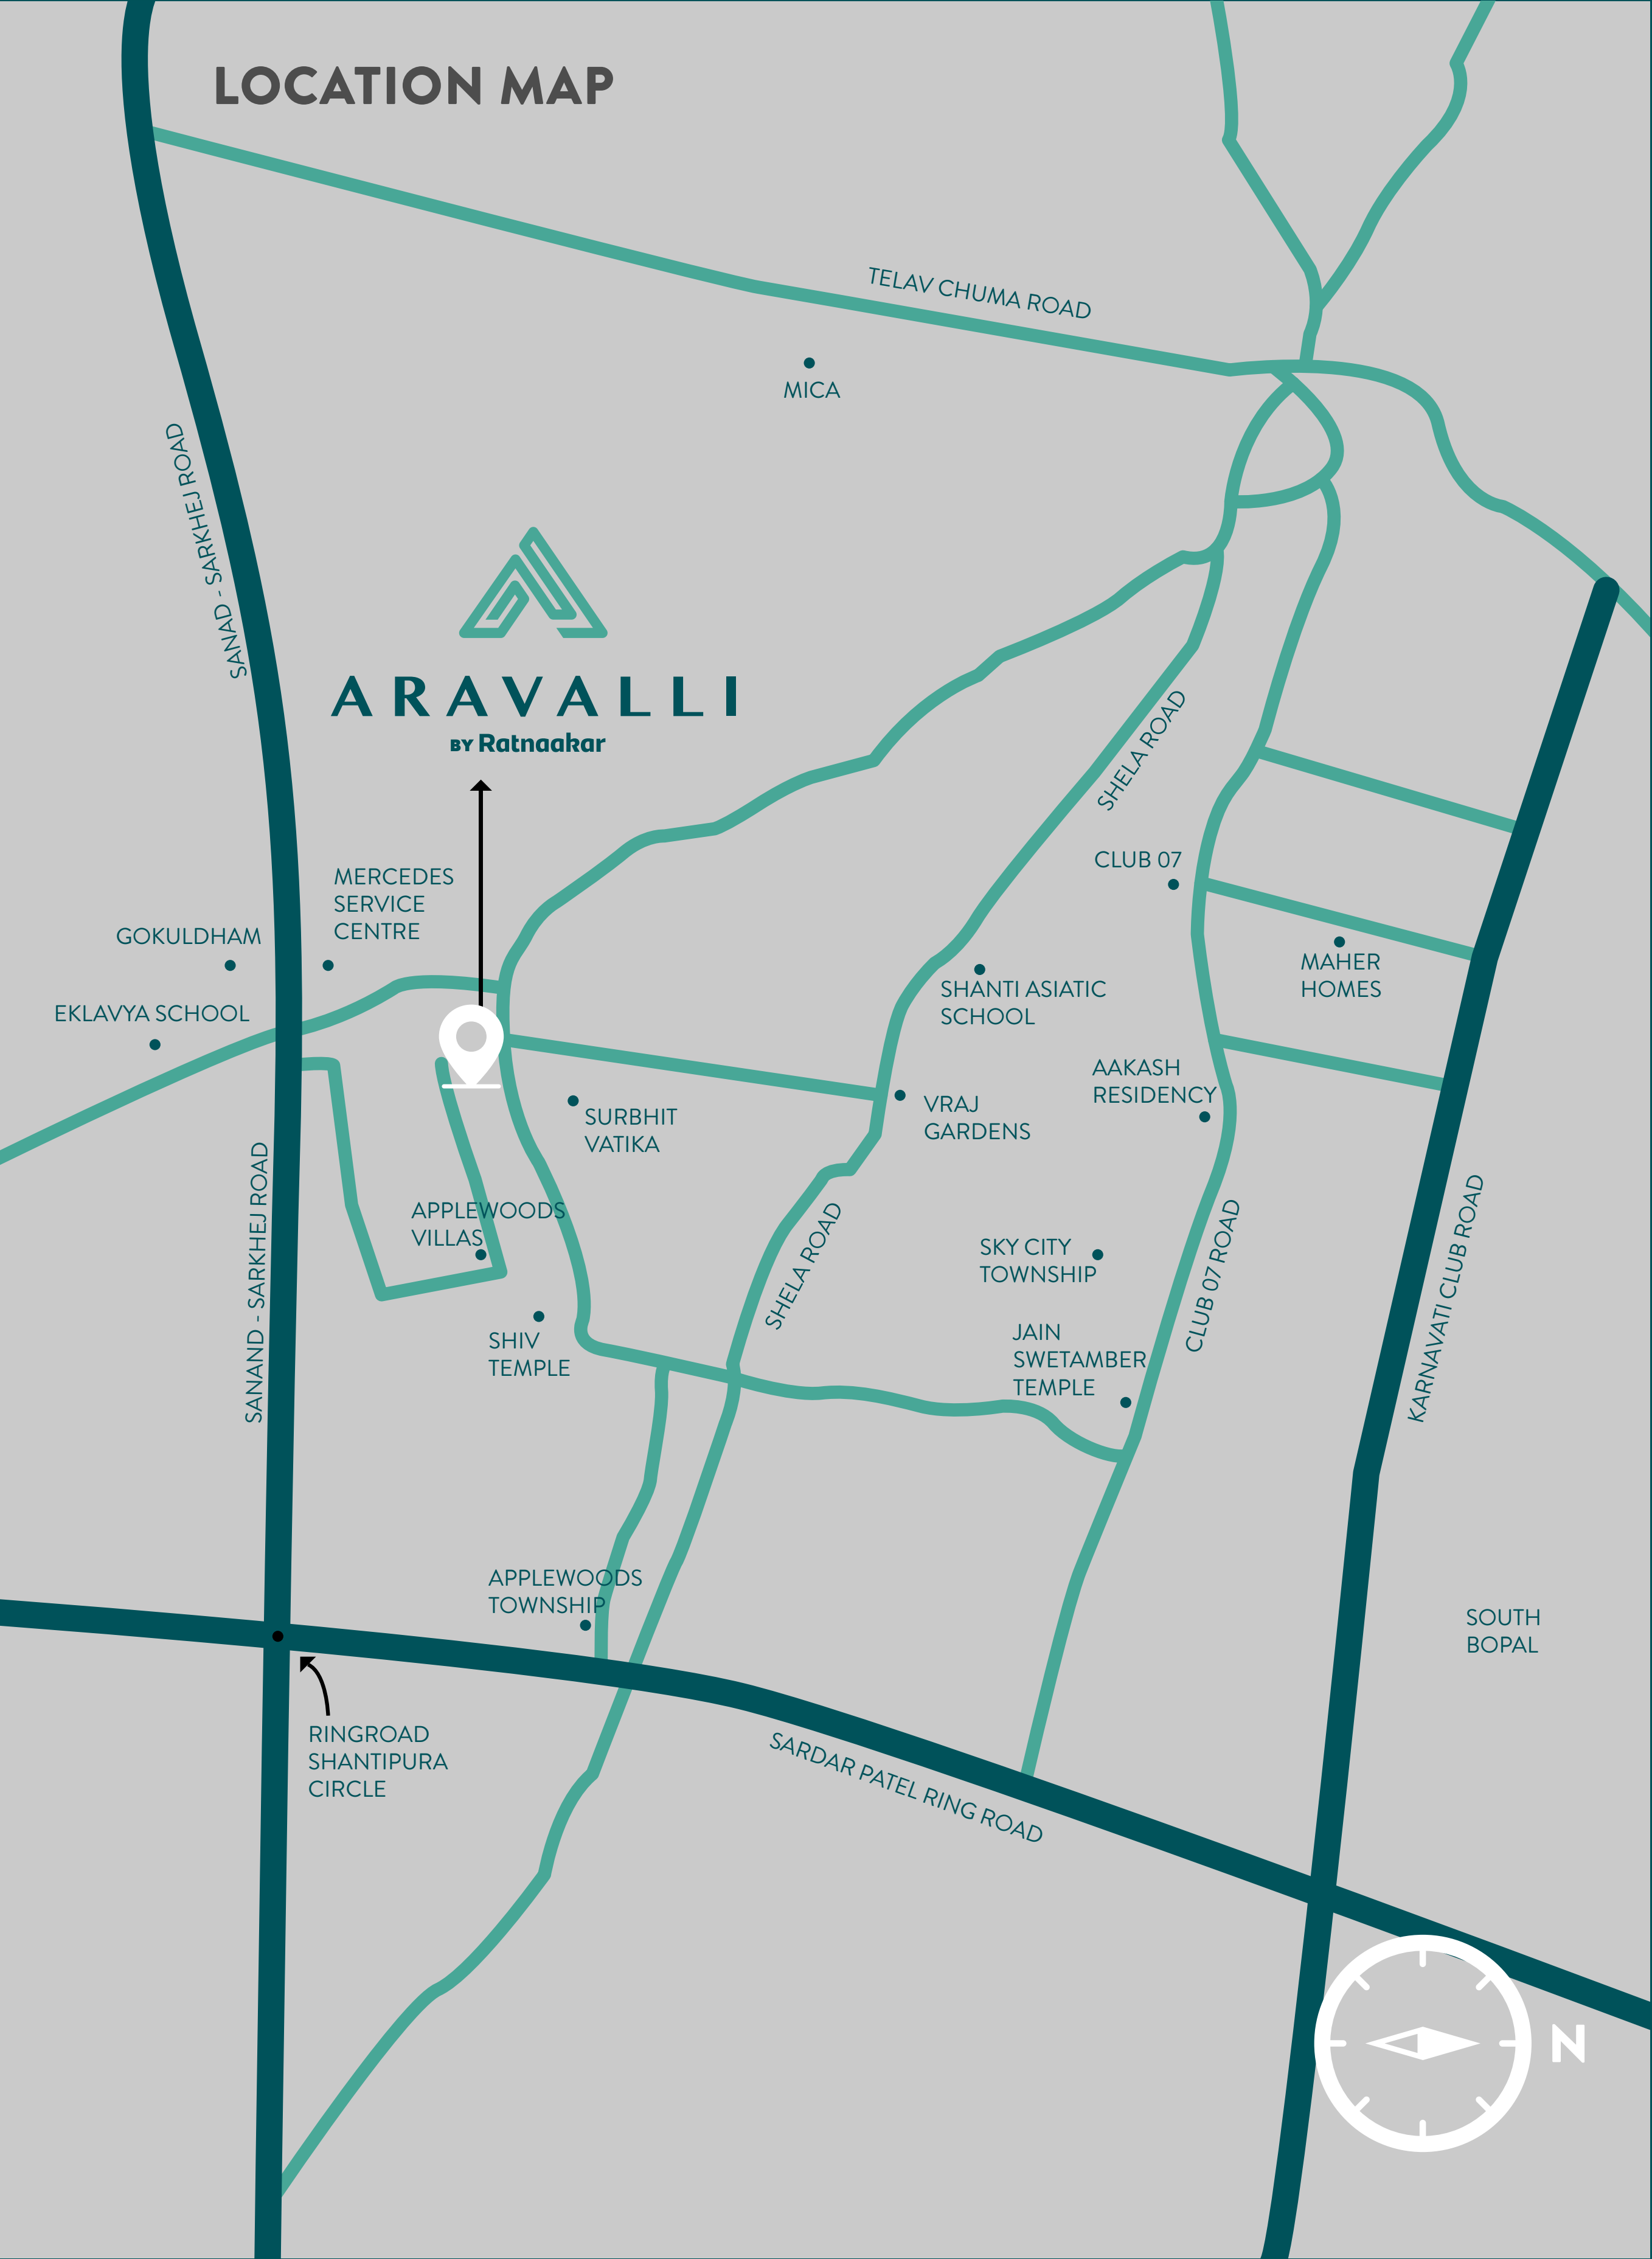 LOCATION MAP
TELAV CHUMA ROAD
MICA
SANAD - SARKHEJ ROAD
ARAVALLI
BY Ratnaakar
SHELA ROAD
CLUB 07
MERCEDES
SERVICE
CENTRE
GOKULDHAM
EKLAVYA SCHOOL
SHANTI ASIATIC
SCHOOL
MAHER
HOMES
AAKASH
RESIDENCY
VRAJ
GARDENS
SURBHIT
VATIKA
APPLEWOODS
VILLAS
SANAND - SARKHEJ ROAD
SHELA ROAD
SKY CITY
TOWNSHIP
CLUB 07 ROAD
KARNAVATI CLUB ROAD
SHIV
TEMPLE
JAIN
SWETAMBER
TEMPLE
APPLEWOODS
TOWNSHIP
SOUTH
BOPAL
RINGROAD
SHANTIPURA
CIRCLE
SARDAR PATEL RING ROAD
N